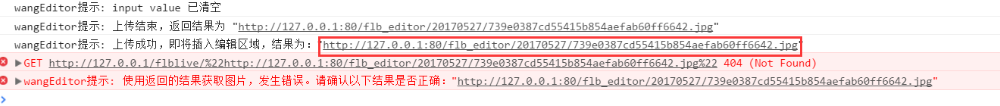 wangEditor提示: input value 已清空
wangEditor提示: 上传结束，返回结果为 "http://127.0.0.1:80/flb_editor/20170527/739e0387cd55415b854aefab60ff6642.jpg"
wangEditor提示: 上传成功，即将插入编辑区域，结果为："http://127.0.0.1:80/flb_editor/20170527/739e0387cd55415b854aefab60ff6642.jpg"
GET http://127.0.0.1/flblive/%22http://127.0.0.1:80/flb_editor/20170527/739e0387cd55415b854aefab60ff6642.jpg%22 404 (Not Found)
wangEditor提示: 使用返回的结果获取图片，发生错误。请确认以下结果是否正确："http://127.0.0.1:80/flb_editor/20170527/739e0387cd55415b854aefab60ff6642.jpg"